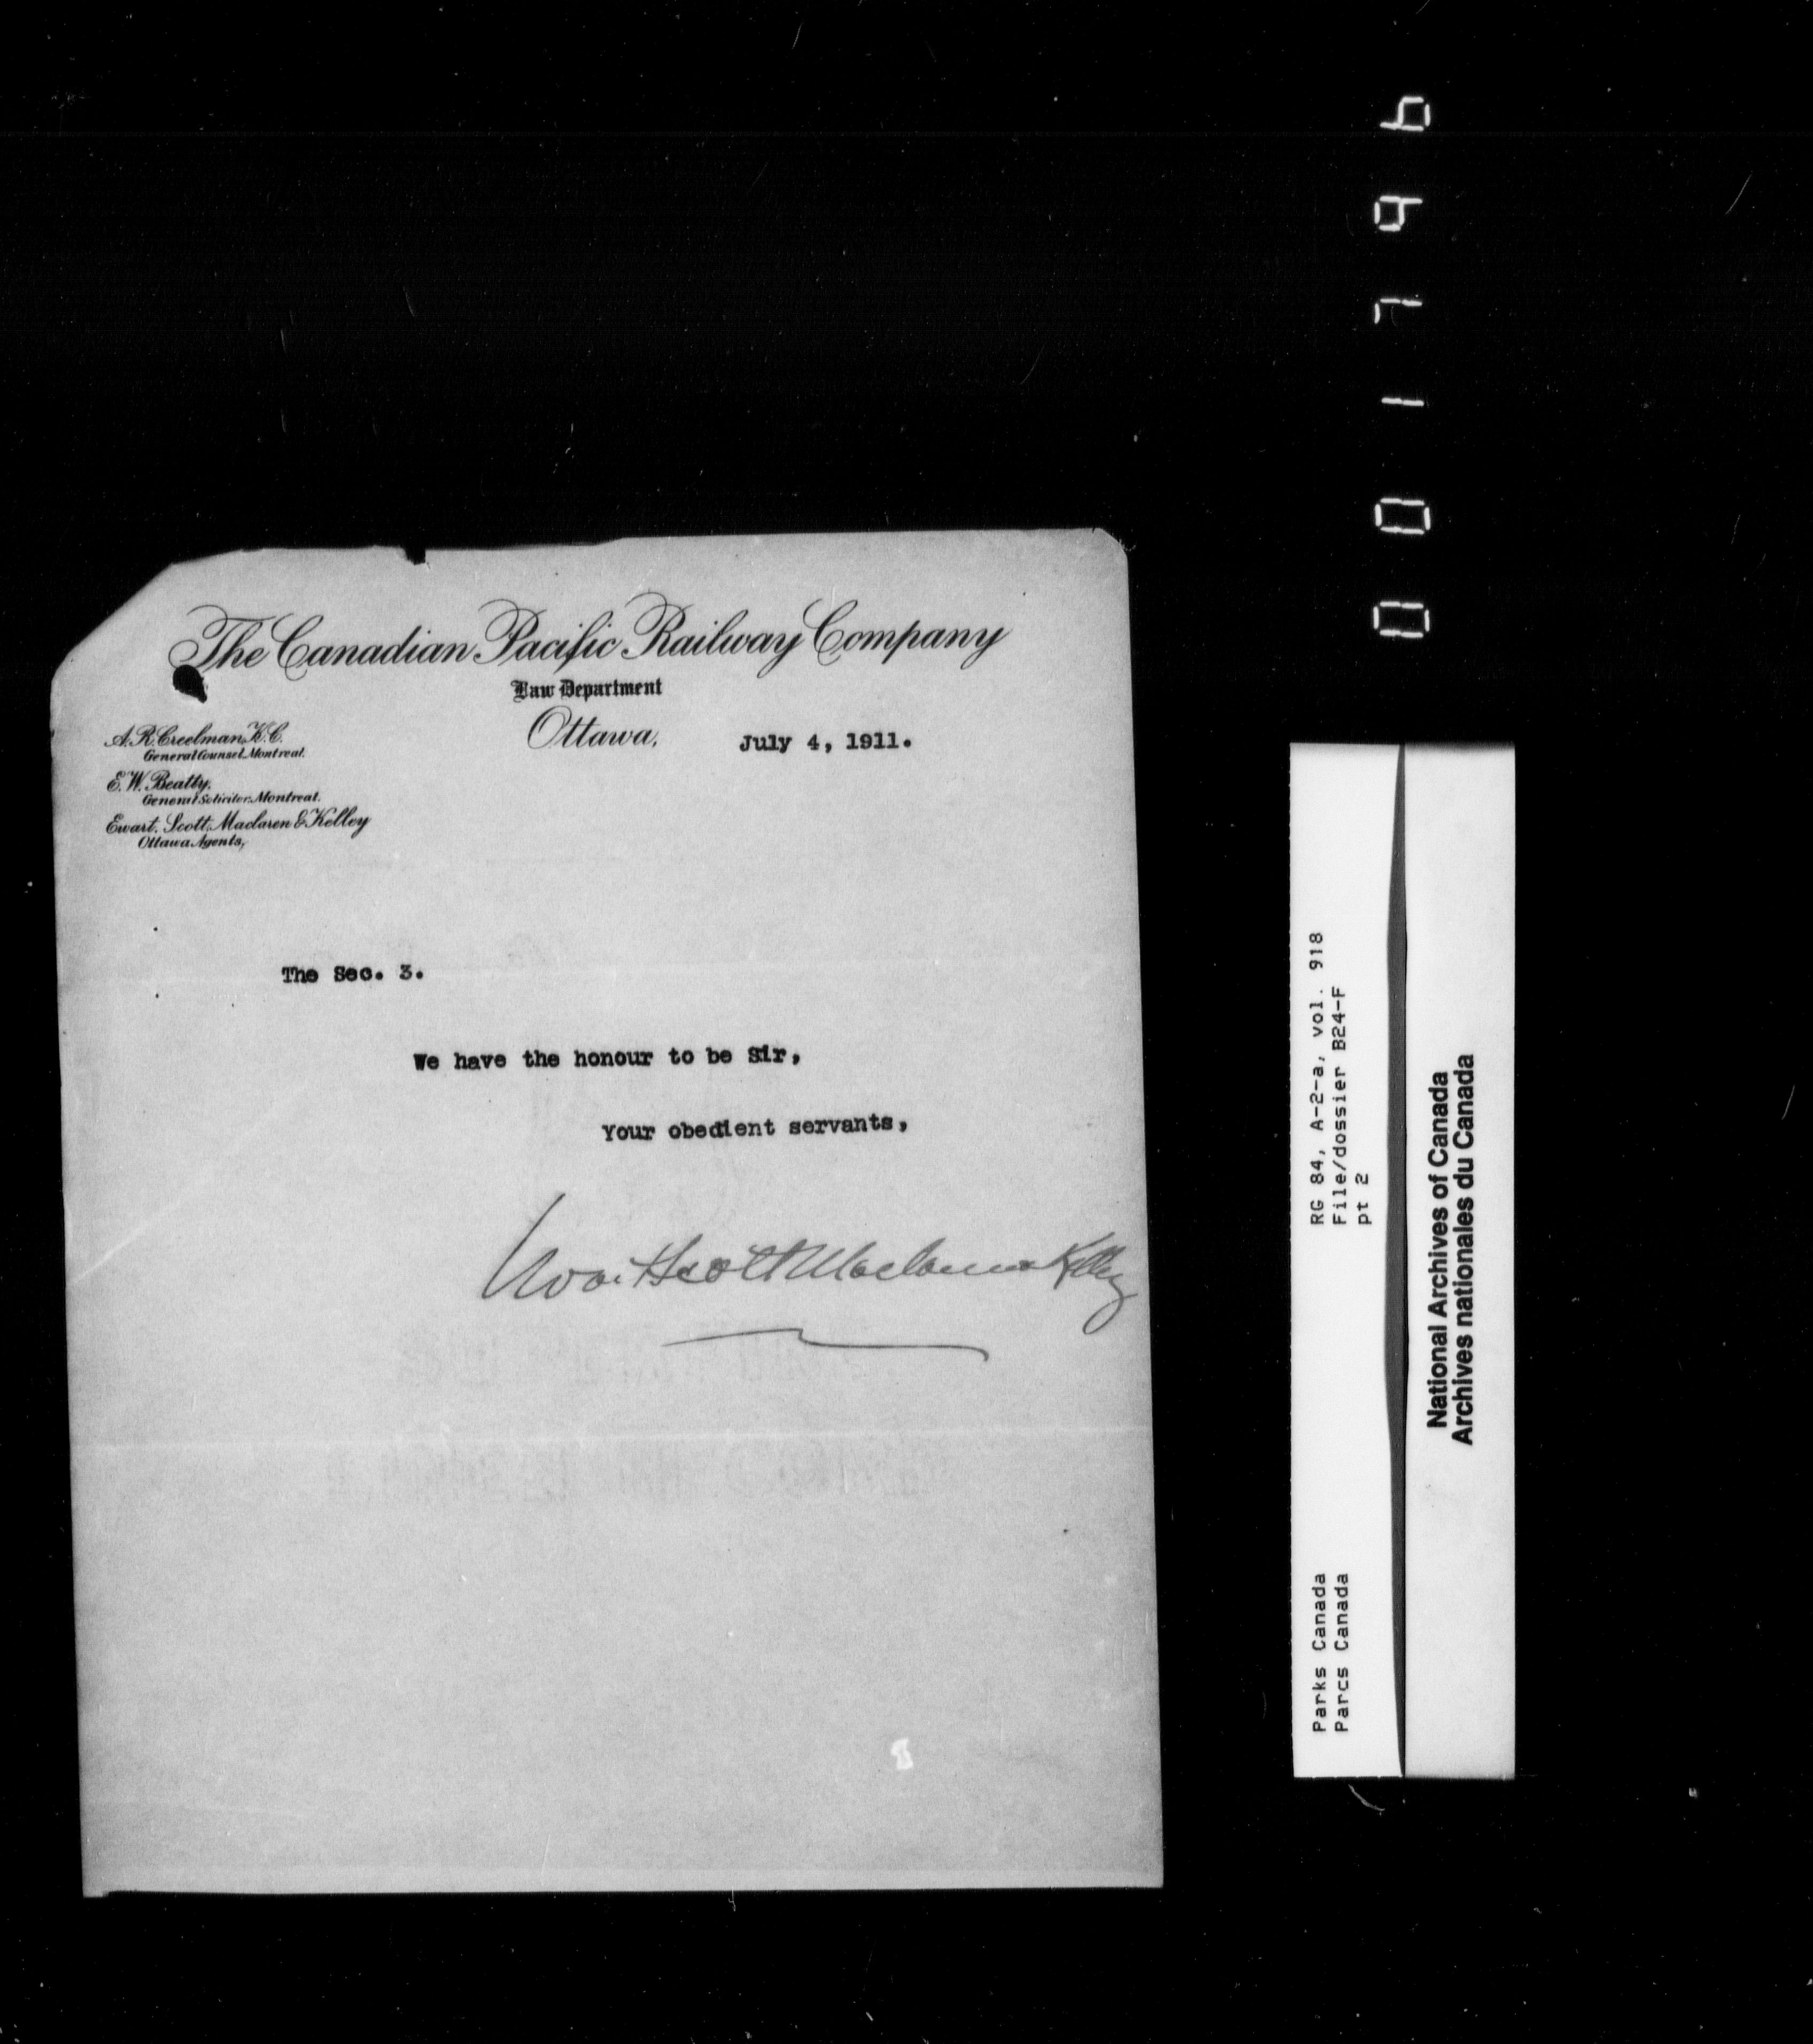 The Canadian Pacific Railway Company
Law Department
Ottawa, July 4, 1911.
A. R. Creelman, K.C.
General Counsel, Montreal.
E. W. Beatty,
General Solicitor, Montreal.
Ewart, Scott, Maclaren & Kelley
Ottawa Agents,
The Sec. 3.
We have the honour to be Sir,
Your obedient servants,
Ewart Scott Maclaren & Kelley
001796
RG 84, A-2-a, vol. 918
File/dossier B24-F
pt 2
Parks Canada
Parcs Canada
National Archives of Canada
Archives nationales du Canada